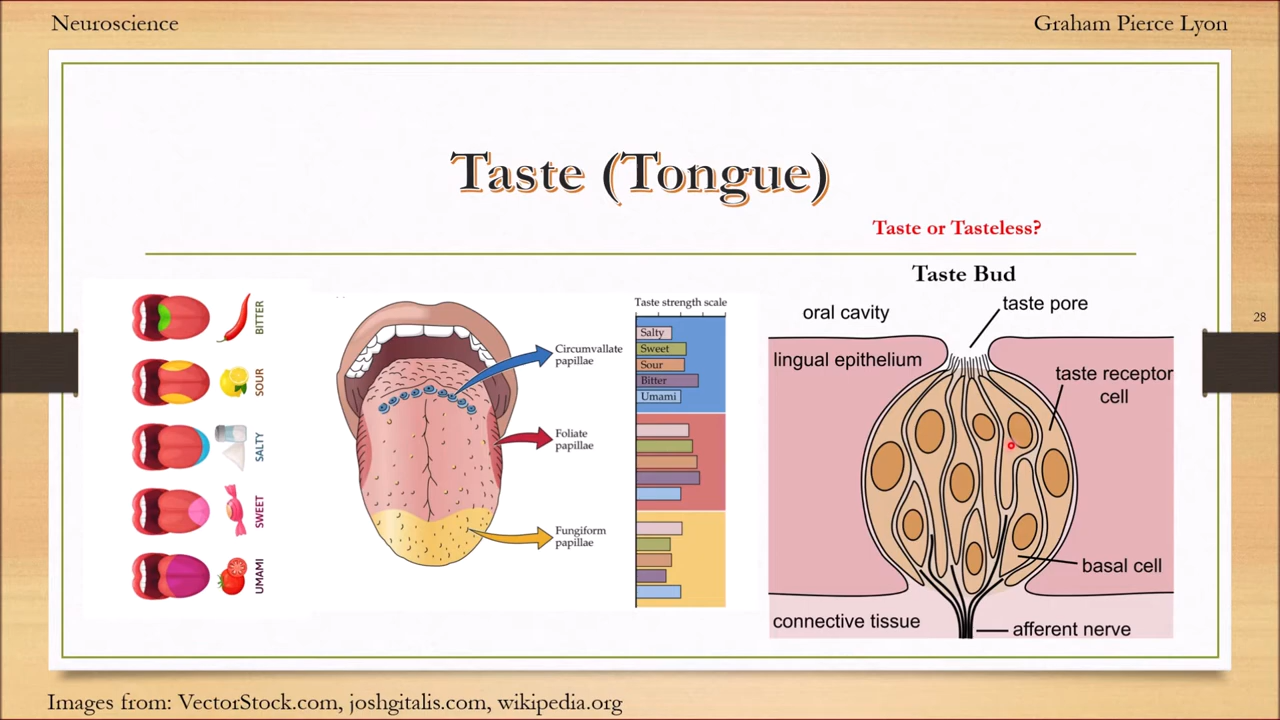 Neuroscience
Graham Pierce Lyon
Taste (Tongue)
Taste or Tasteless?
28
BITTER
SOUR
SALTY
SWEET
UMAMI
Circumvallate
papillae
Foliate
papillae
Fungiform
papillae
Taste strength scale
Salty
Sweet
Sour
Bitter
Umami
Taste Bud
oral cavity
taste pore
lingual epithelium
taste receptor
cell
basal cell
connective tissue
afferent nerve
Images from: VectorStock.com, joshgitalis.com, wikipedia.org